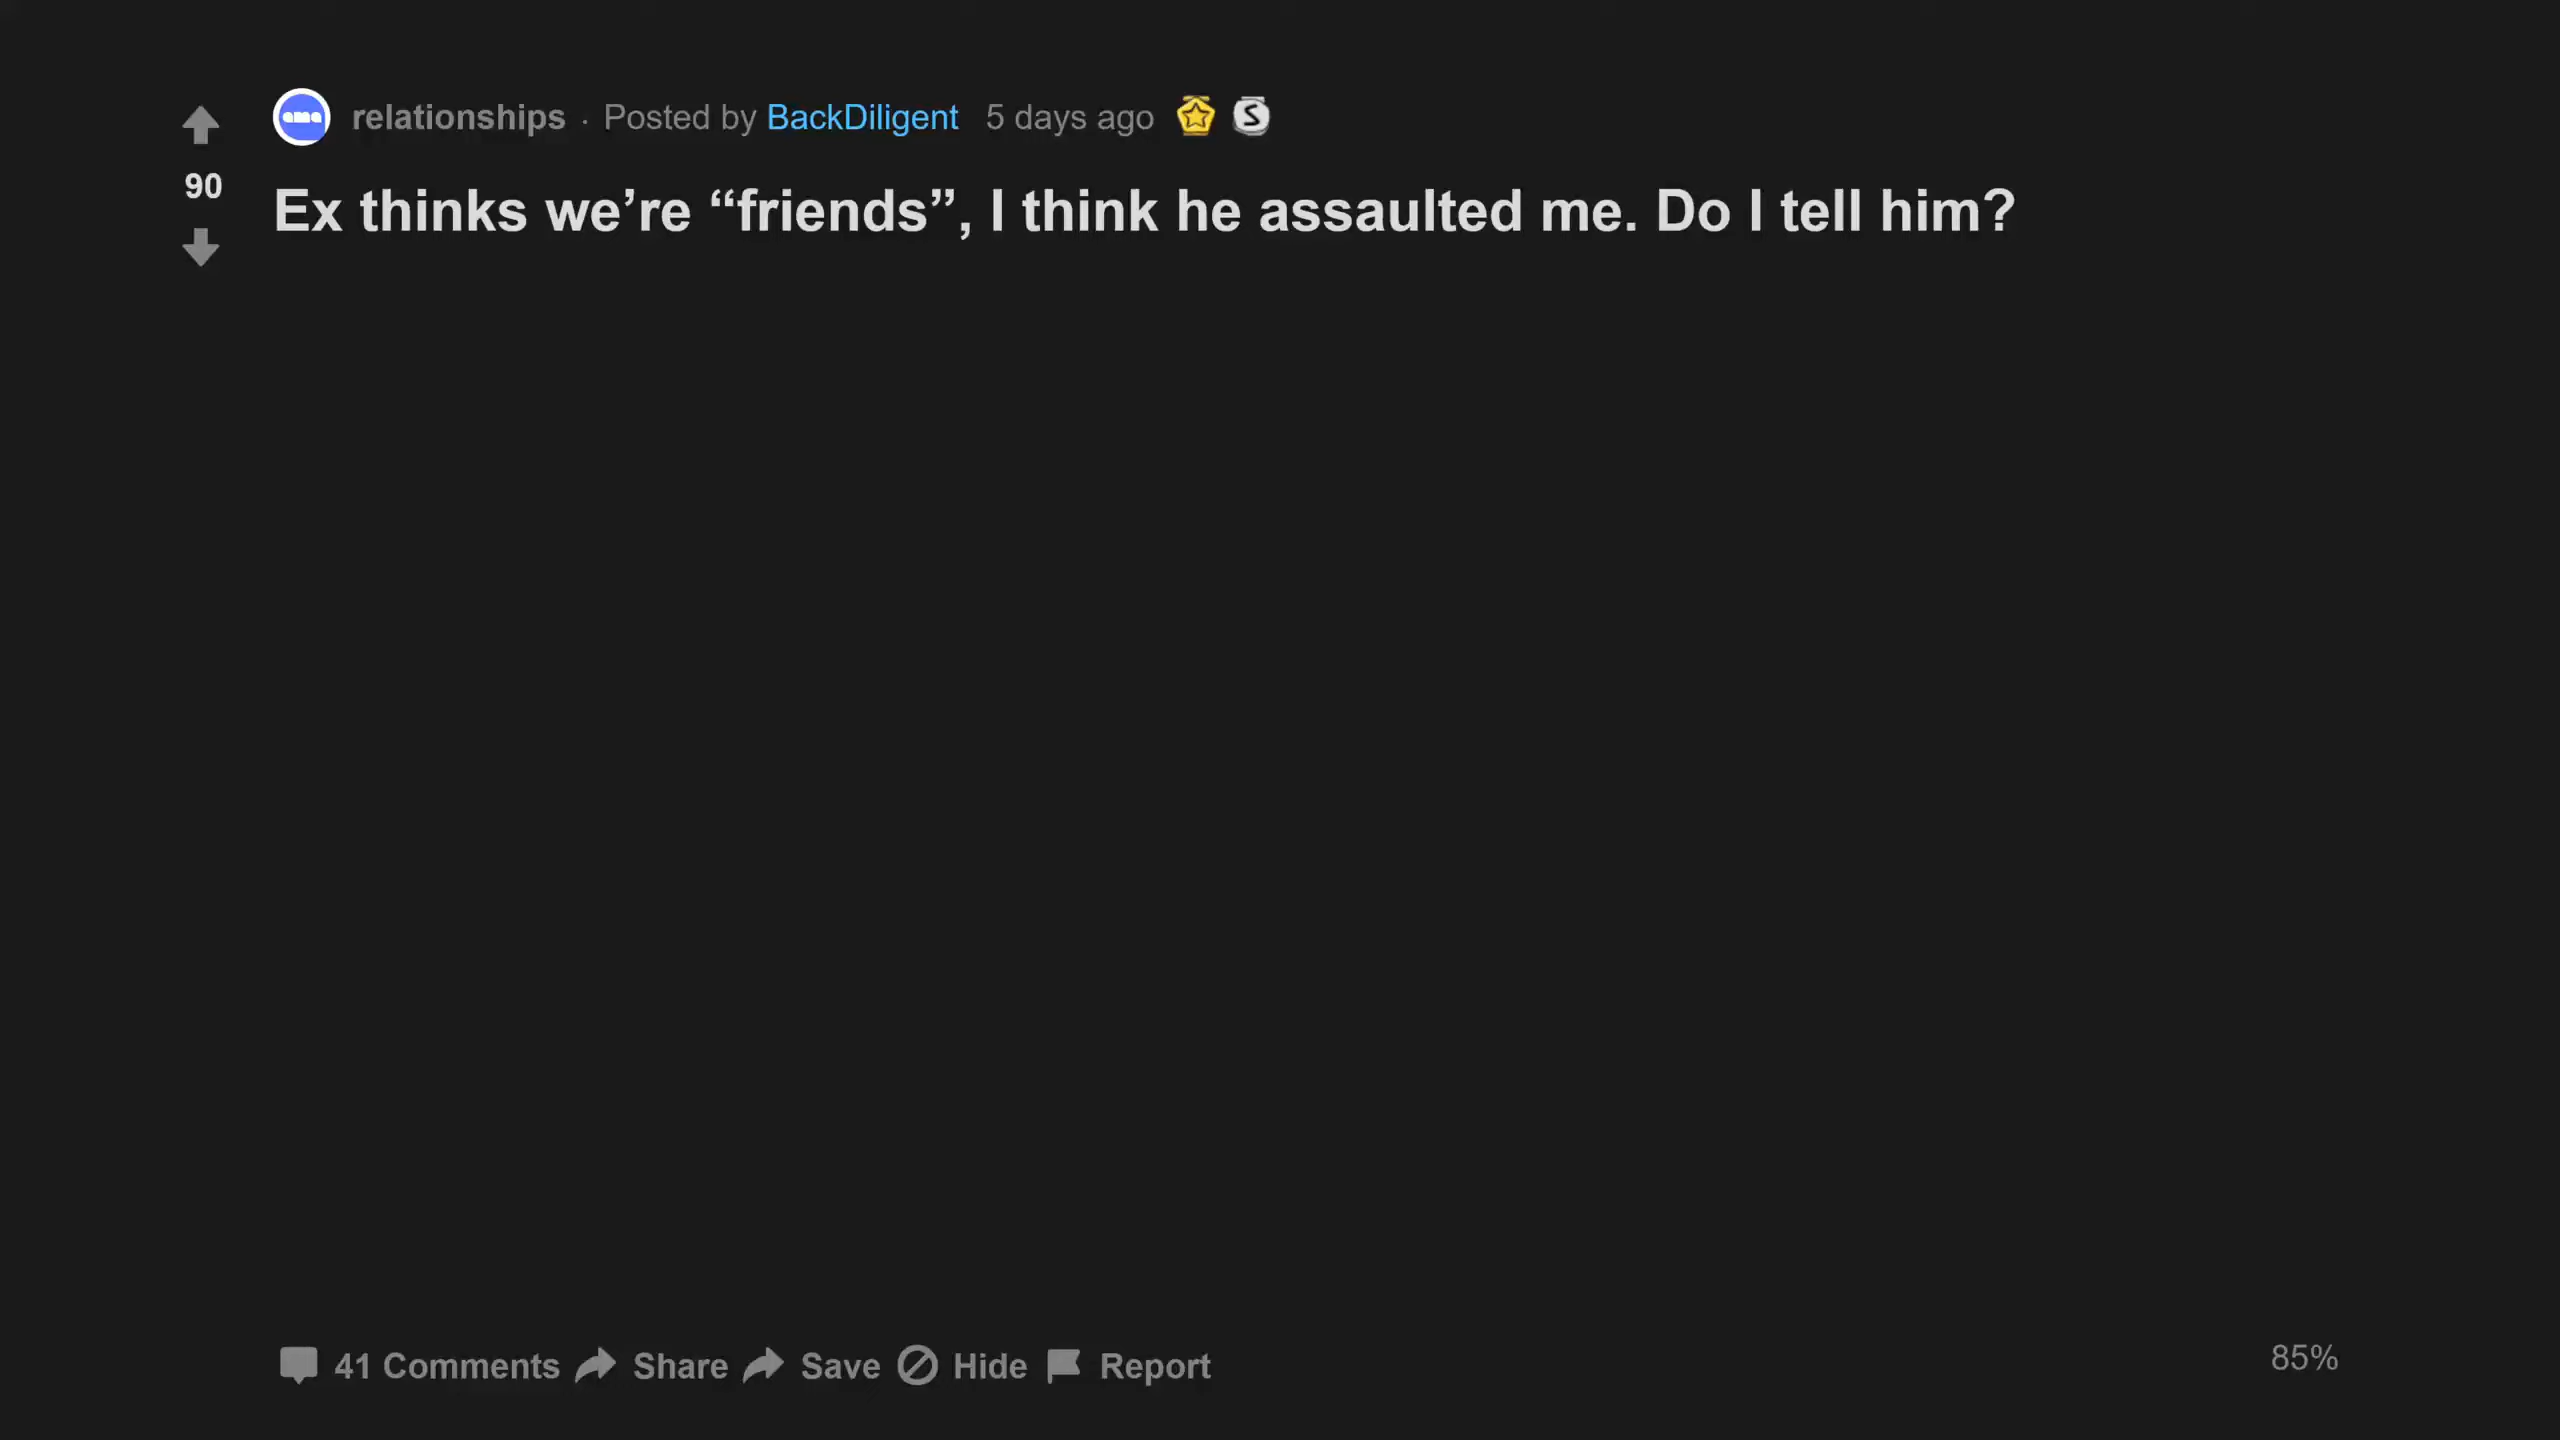 relationships · Posted by BackDiligent 5 days ago
90
Ex thinks we’re “friends”, I think he assaulted me. Do I tell him?
41 Comments Share Save Hide Report
85%